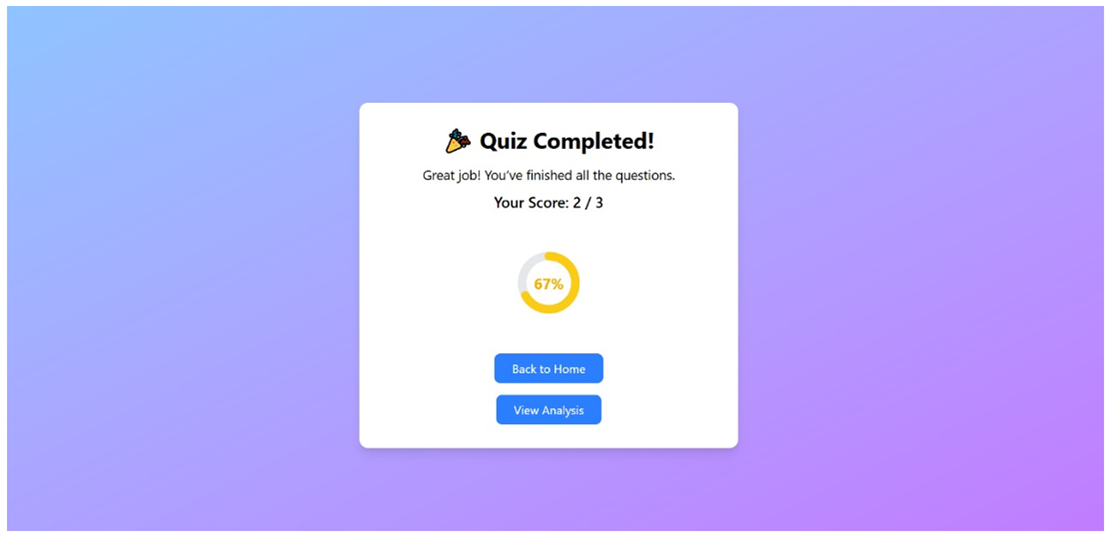 🎉 Quiz Completed!
Great job! You've finished all the questions.
Your Score: 2 / 3
67%
Back to Home
View Analysis